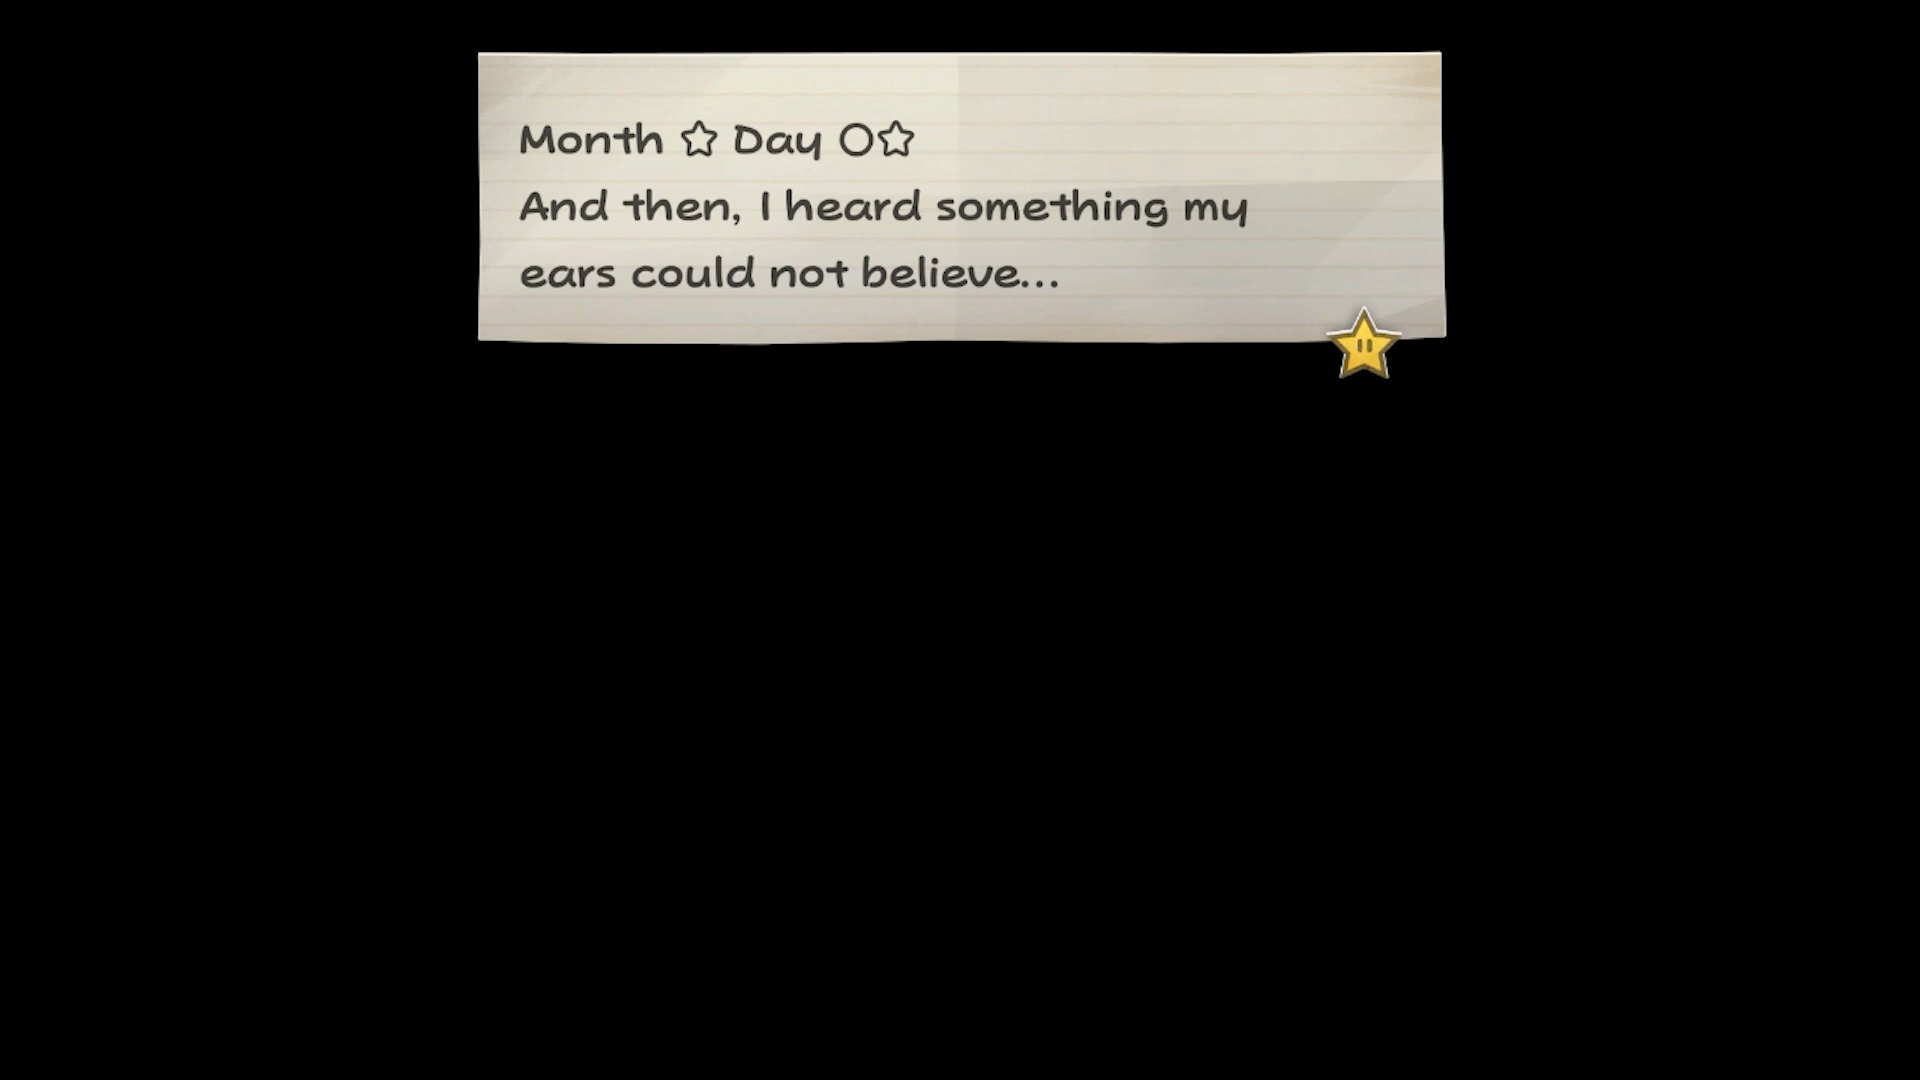 Month ☆ Day ○☆
And then, I heard something my
ears could not believe...